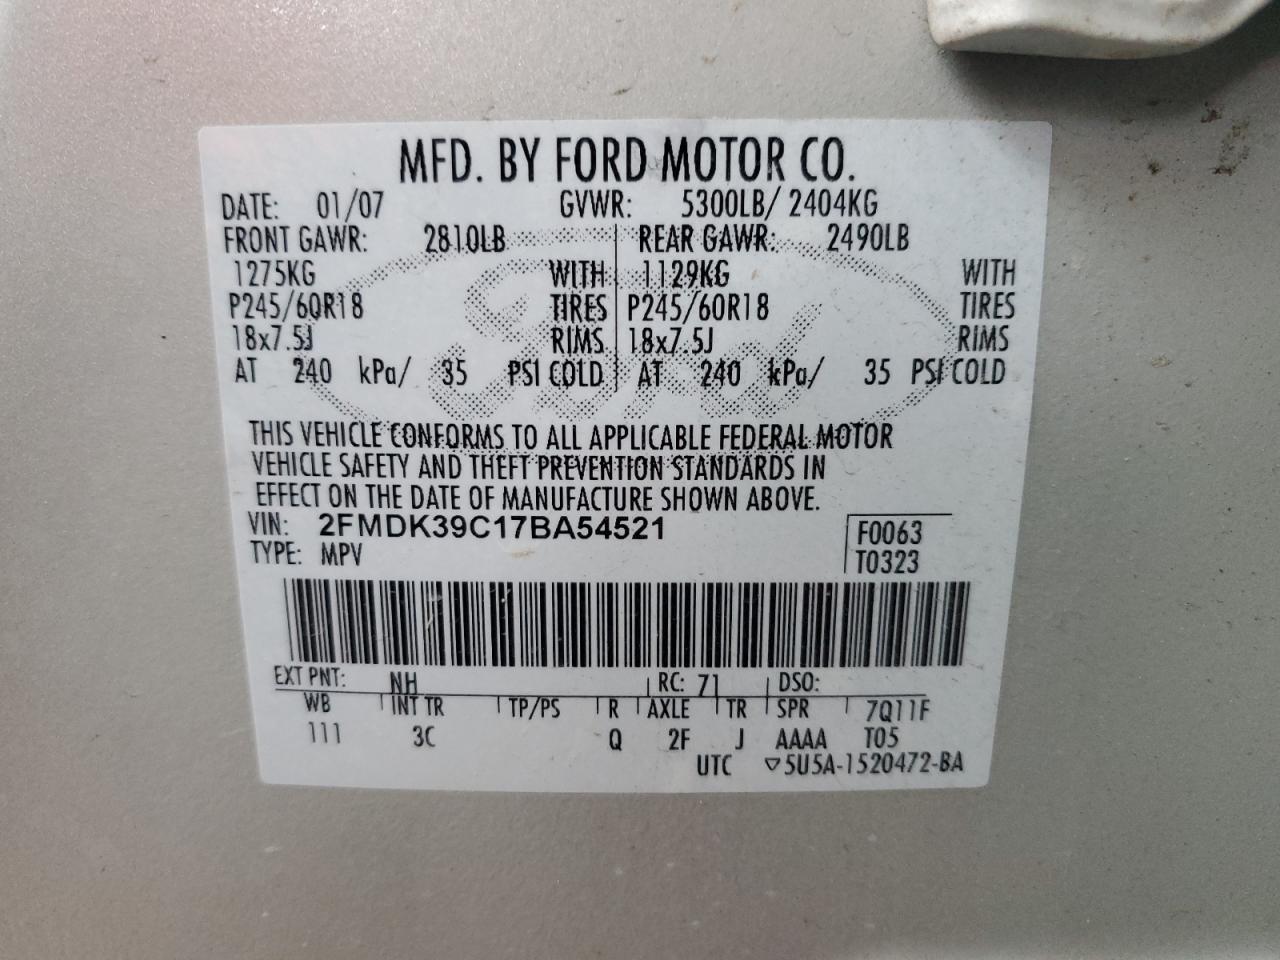 MFD. BY FORD MOTOR CO.
DATE: 01/07 GVWR: 5300LB/ 2404KG
FRONT GAWR: 2810LB REAR GAWR: 2490LB
1275KG WITH 1129KG WITH
P245/60R18 TIRES P245/60R18 TIRES
18x7.5J RIMS 18x7.5J RIMS
AT 240 kPa/ 35 PSI COLD AT 240 kPa/ 35 PSI COLD
Ford
THIS VEHICLE CONFORMS TO ALL APPLICABLE FEDERAL MOTOR
VEHICLE SAFETY AND THEFT PREVENTION STANDARDS IN
EFFECT ON THE DATE OF MANUFACTURE SHOWN ABOVE.
VIN: 2FMDK39C17BA54521 F0063
TYPE: MPV T0323
EXT PNT: NH RC: 71 DSO:
WB INT TR TP/PS R AXLE TR SPR 7Q11F
111 3C Q 2F J AAAA T05
UTC ▽5U5A-1520472-BA